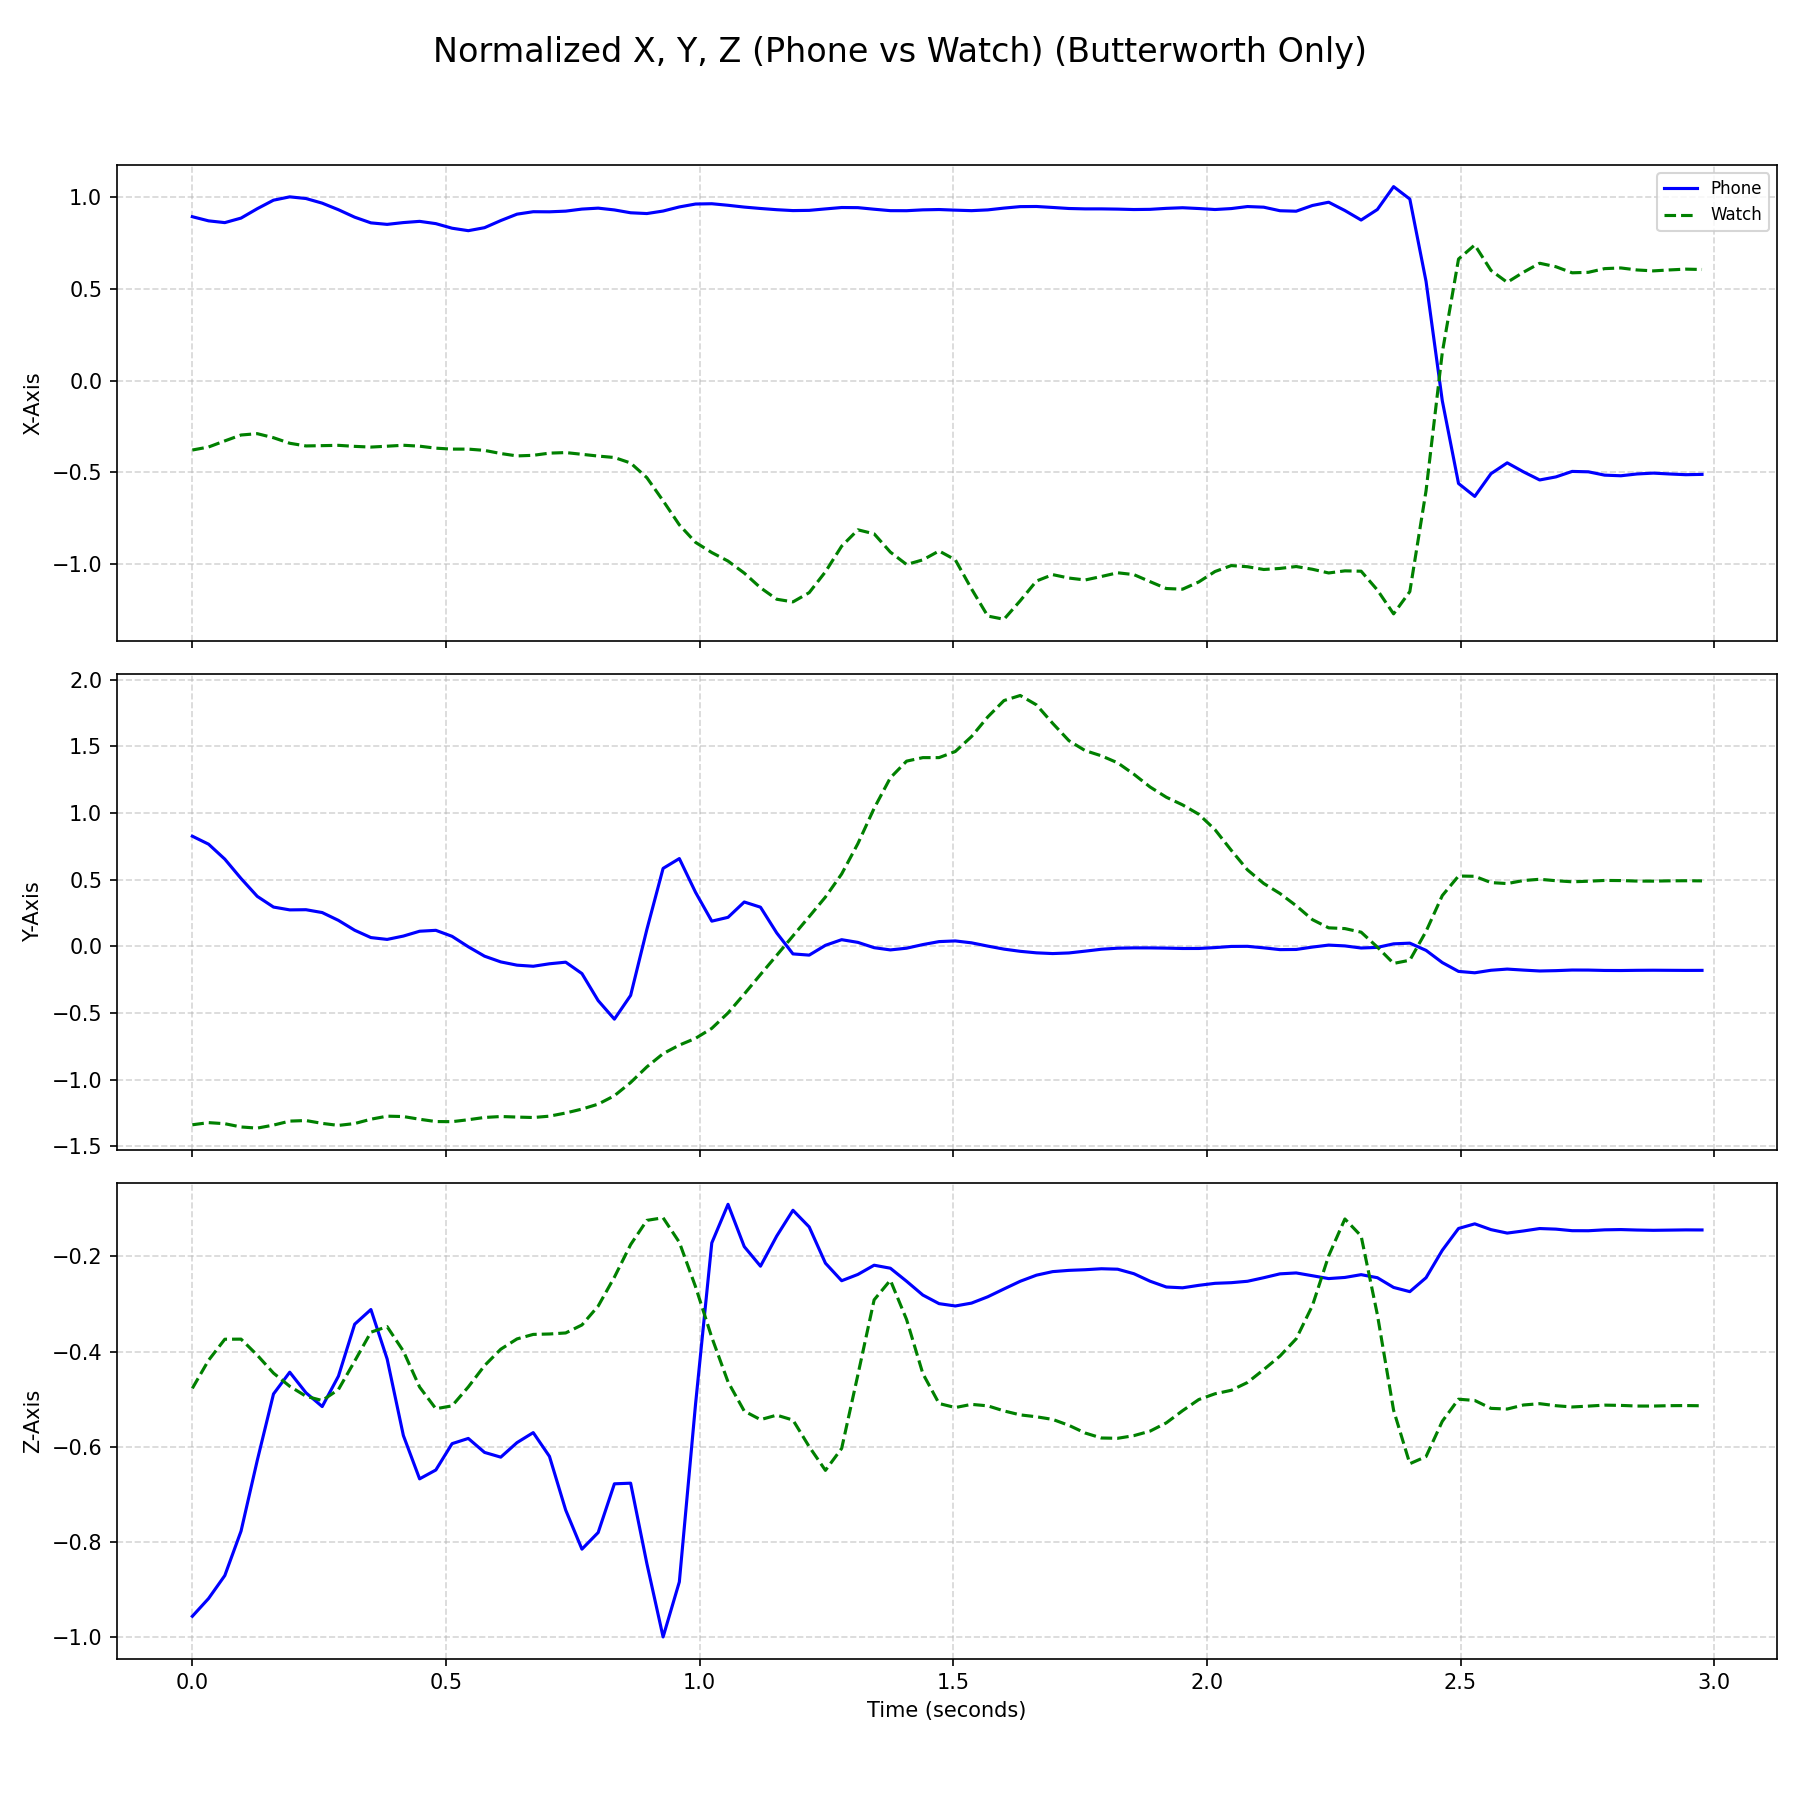 Normalized X, Y, Z (Phone vs Watch) (Butterworth Only)
Phone
Watch
1.0
0.5
0.0
−0.5
−1.0
X-Axis
2.0
1.5
1.0
0.5
0.0
−0.5
−1.0
−1.5
Y-Axis
−0.2
−0.4
−0.6
−0.8
−1.0
Z-Axis
0.0 0.5 1.0 1.5 2.0 2.5 3.0
Time (seconds)